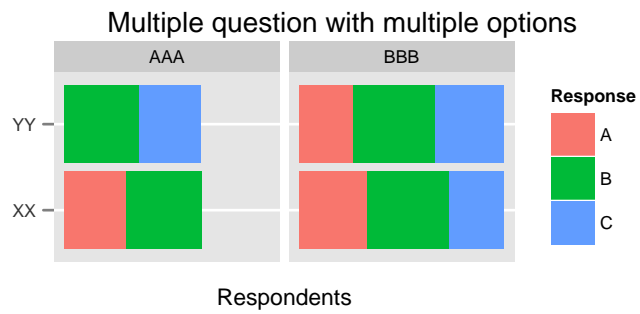 Multiple question with multiple options
AAA
BBB
YY
XX
Respondents
Response
A
B
C